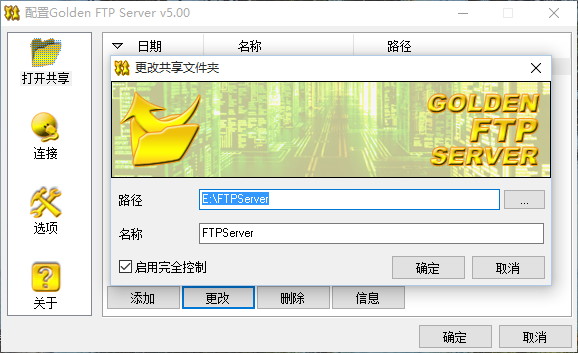 配置Golden FTP Server v5.00
打开共享
连接
选项
关于
日期 名称 路径
更改共享文件夹
GOLDEN
FTP
SERVER
路径 E:\FTPServer ...
名称 FTPServer
启用完全控制 确定 取消
添加 更改 删除 信息
确定 取消